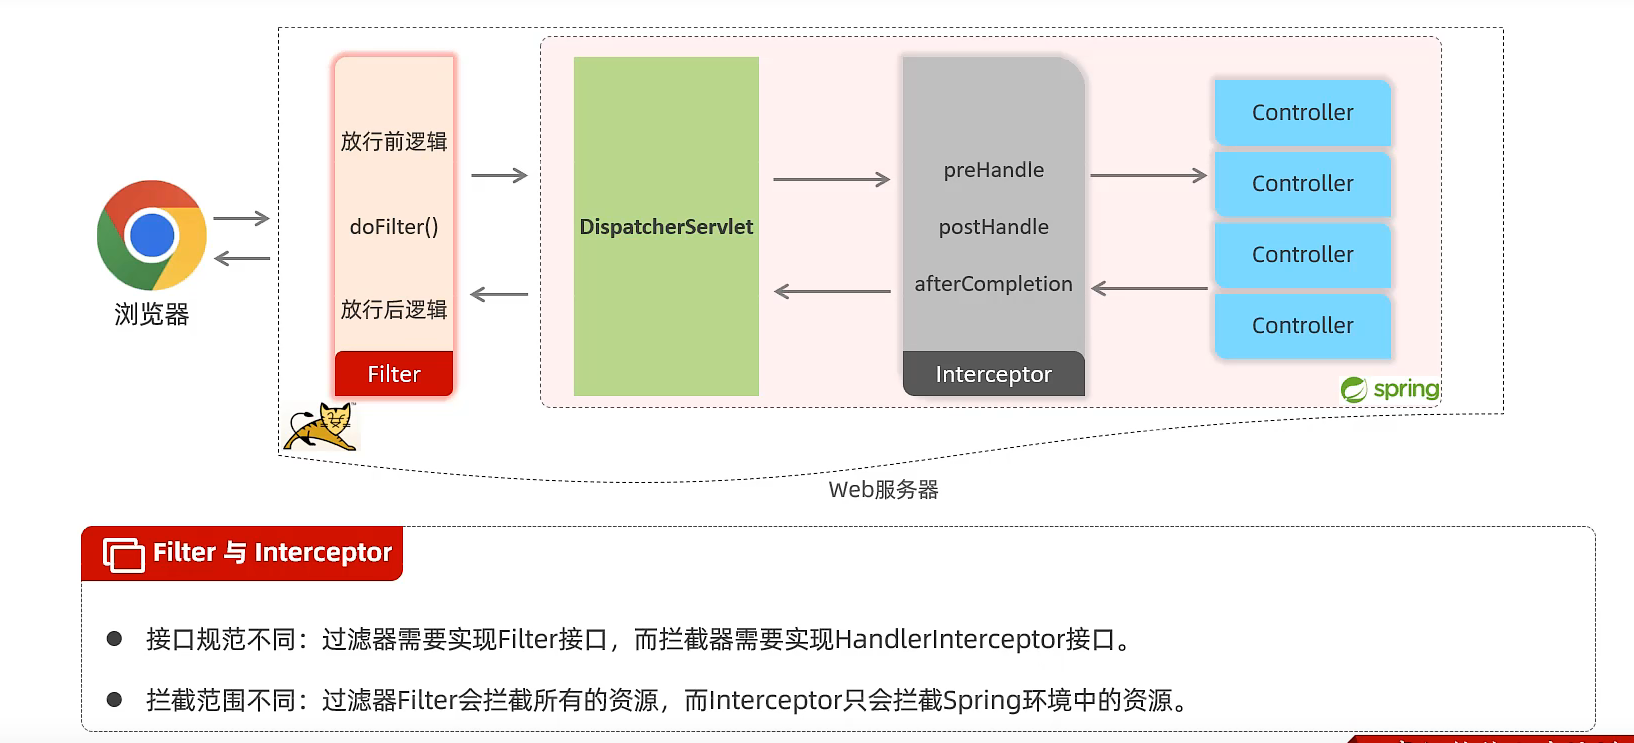 放行前逻辑
doFilter()
放行后逻辑
Filter
浏览器
DispatcherServlet
preHandle
postHandle
afterCompletion
Interceptor
Controller
Controller
Controller
Controller
spring
Web服务器
Filter 与 Interceptor
接口规范不同：过滤器需要实现Filter接口，而拦截器需要实现HandlerInterceptor接口。
拦截范围不同：过滤器Filter会拦截所有的资源，而Interceptor只会拦截Spring环境中的资源。